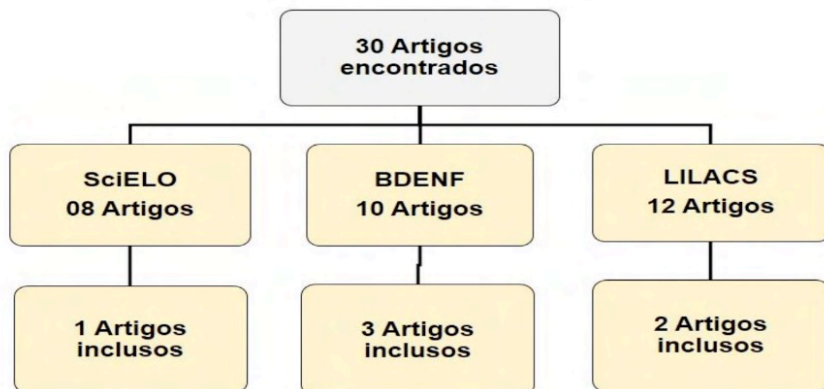 30 Artigos
encontrados
SciELO
08 Artigos
BDENF
10 Artigos
LILACS
12 Artigos
1 Artigos
inclusos
3 Artigos
inclusos
2 Artigos
inclusos